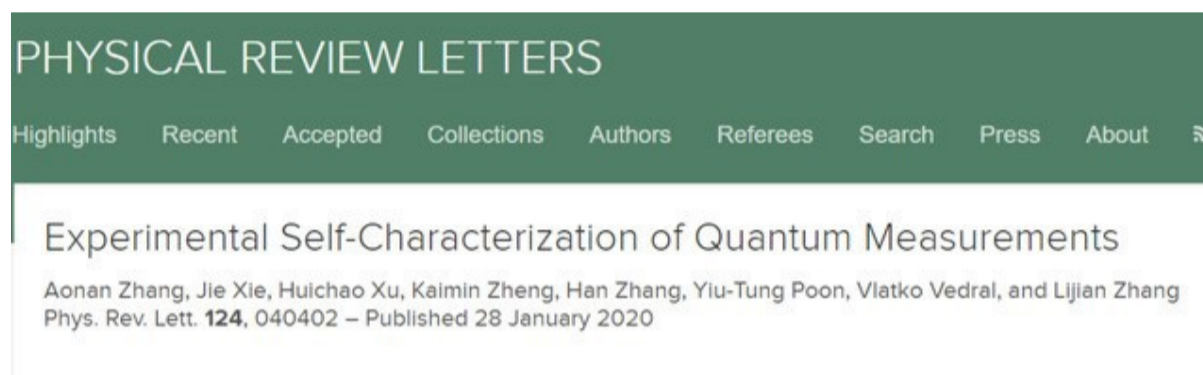 PHYSICAL REVIEW LETTERS
Highlights Recent Accepted Collections Authors Referees Search Press About
Experimental Self-Characterization of Quantum Measurements
Aonan Zhang, Jie Xie, Huichao Xu, Kaimin Zheng, Han Zhang, Yiu-Tung Poon, Vlatko Vedral, and Lijian Zhang
Phys. Rev. Lett. 124, 040402 – Published 28 January 2020